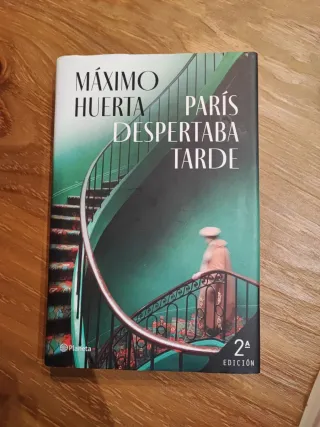 MÁXIMO
HUERTA
PARÍS
DESPERTABA
TARDE
Planeta
2ª
EDICIÓN